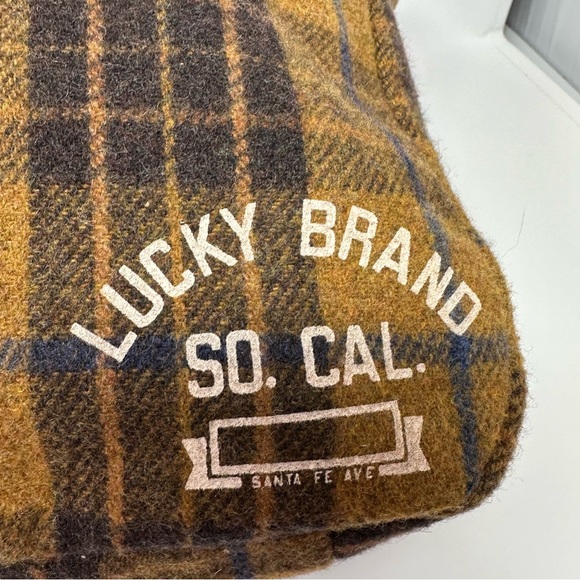 LUCKY BRAND
SO. CAL.
SANTA FE AVE